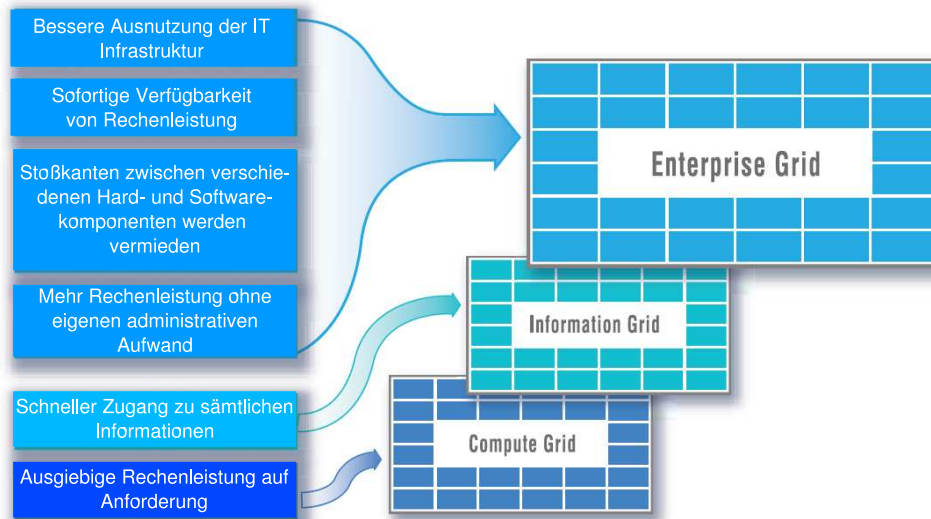 Bessere Ausnutzung der IT
Infrastruktur
Sofortige Verfügbarkeit
von Rechenleistung
Stoßkanten zwischen verschie-
denen Hard- und Software-
komponenten werden
vermieden
Mehr Rechenleistung ohne
eigenen administrativen
Aufwand
Schneller Zugang zu sämtlichen
Informationen
Ausgiebige Rechenleistung auf
Anforderung
Enterprise Grid
Information Grid
Compute Grid